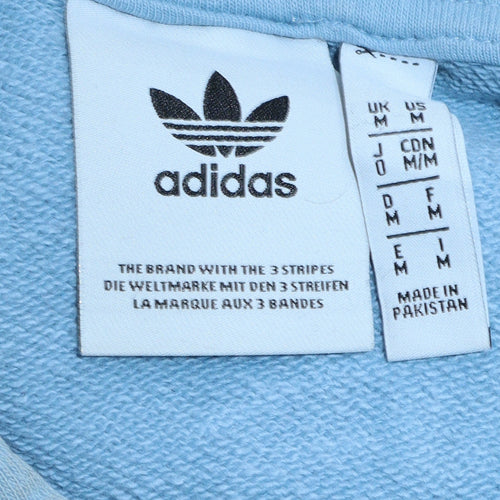 adidas
THE BRAND WITH THE 3 STRIPES
DIE WELTMARKE MIT DEN 3 STREIFEN
LA MARQUE AUX 3 BANDES
UK US
M M
J CDN
O M/M
D F
M M
E I
M M
MADE IN
PAKISTAN